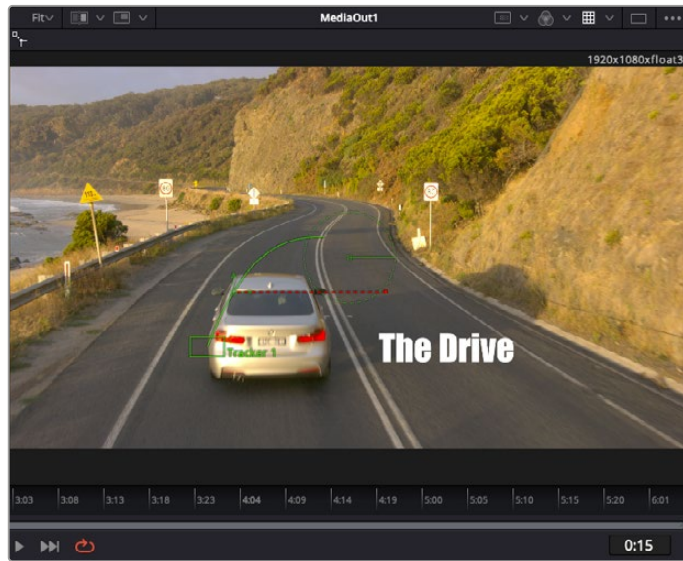 Fit MediaOut1
1920x1080xfloat3
Tracker 1
The Drive
3:03 3:08 3:13 3:18 3:23 4:04 4:09 4:14 4:19 5:00 5:05 5:10 5:15 5:20 6:01
0:15